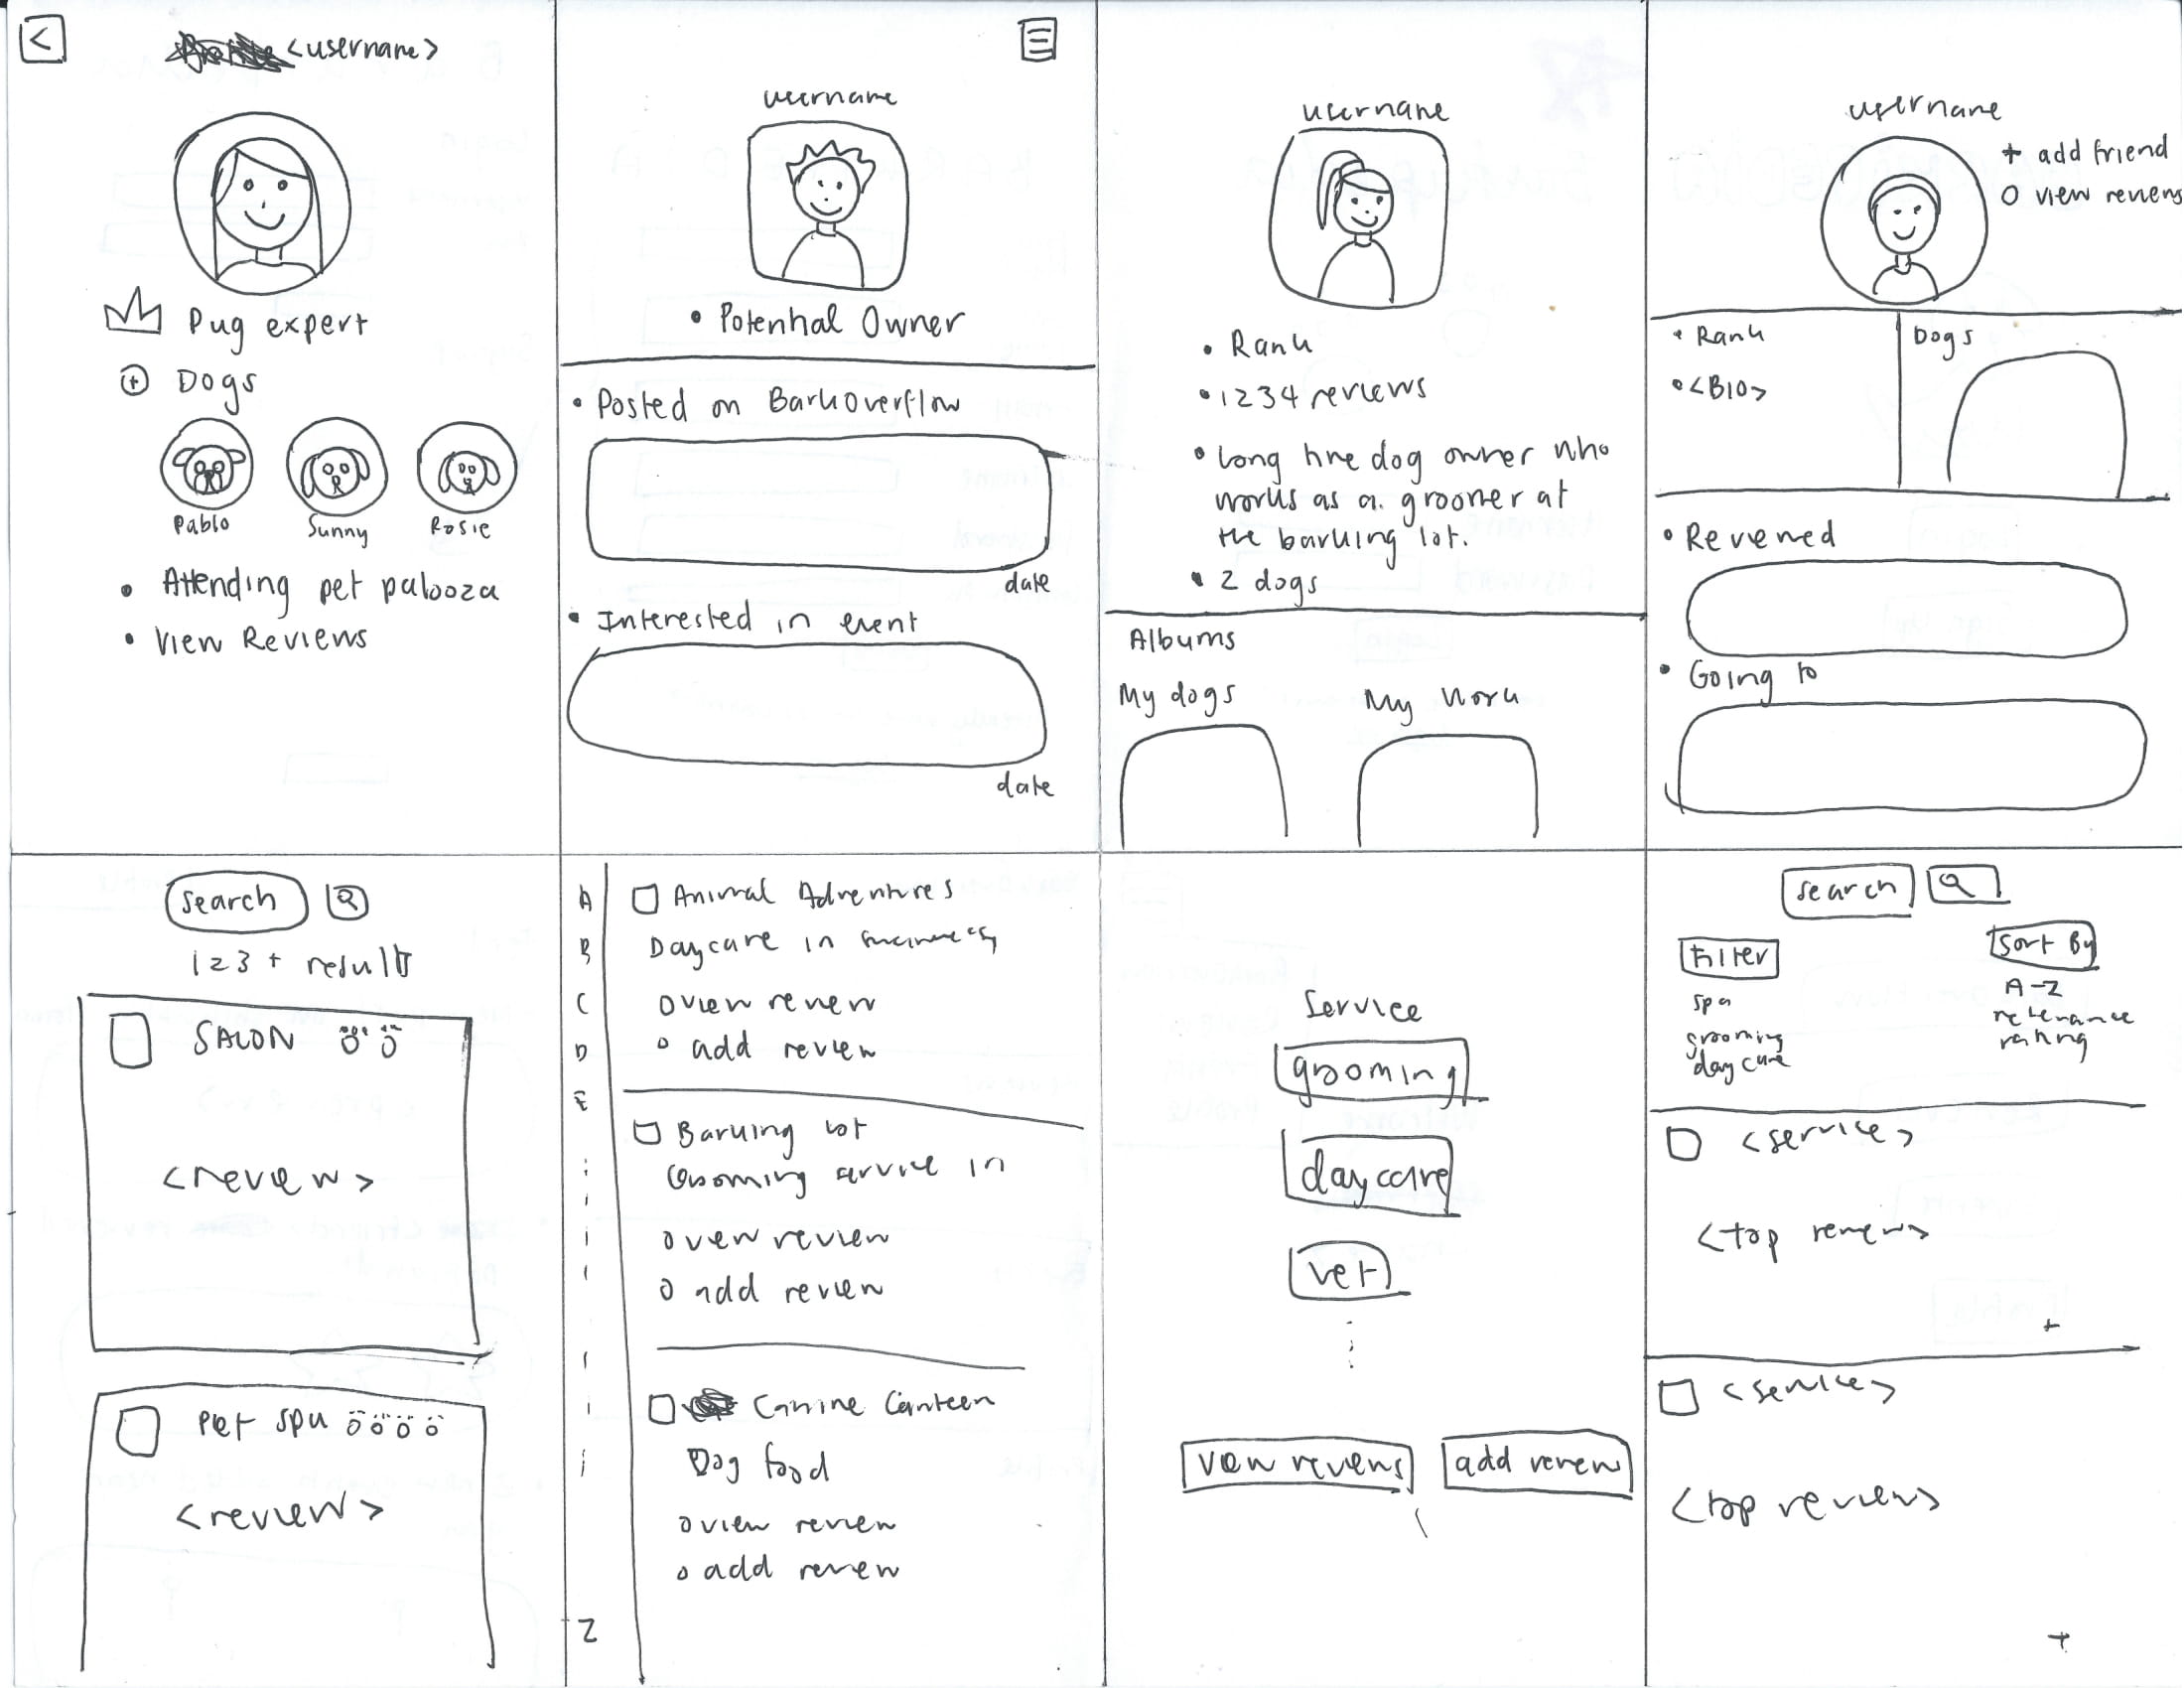 <username>
Pug expert
Dogs
Pablo
Sunny
Rosie
• Attending pet palooza
• View Reviews
username
• Potential Owner
• Posted on BarkOverflow
date
• Interested in event
date
username
• Rank
• 1234 reviews
• Long time dog owner who
works as a groomer at
the barking lot.
• 2 dogs
Albums
My dogs
My work
username
+ add friend
o view reviews
• Rank
• <BIO>
Dogs
• Reviewed
• Going to
search
123+ results
SALON
<review>
Pet spa
<review>
A
B
C
D
E
Z
Animal Adventures
Daycare in
o view review
o add review
Barking Lot
Grooming service in
o view review
o add review
Canine Canteen
Dog food
o view review
o add review
Service
grooming
daycare
vet
view reviews
add review
search
Filter
spa
grooming
daycare
Sort By
A-Z
relevance
rating
<service>
<top review>
+
<service>
<top review>
+